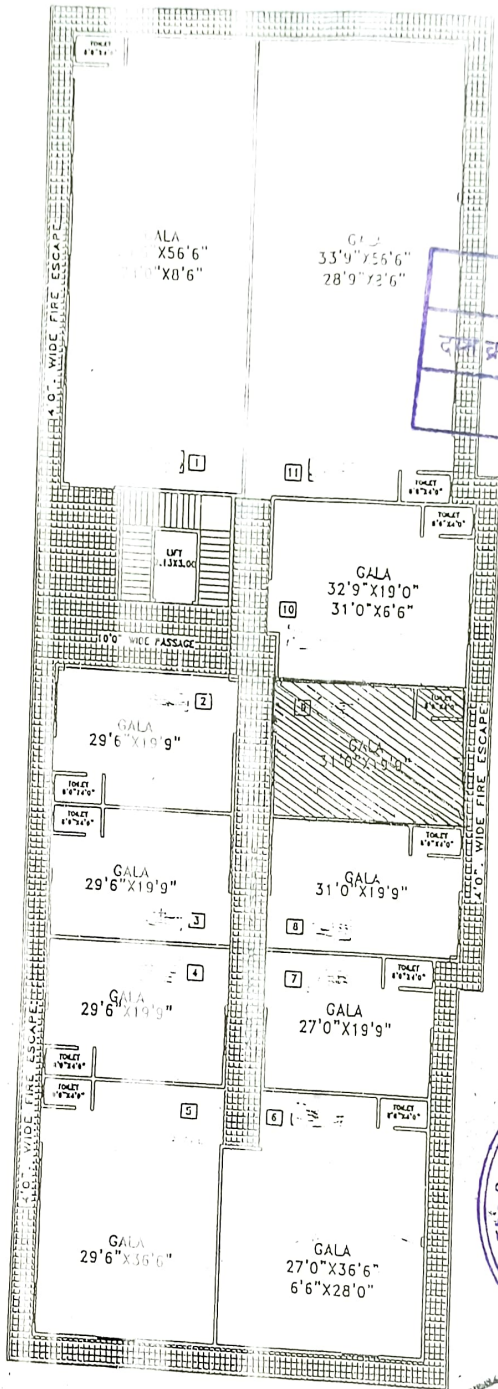 TOILET
GALA
X56'6"
X8'6"
GALA
33'9"X56'6"
28'9"X8'6"
4'0". WIDE FIRE ESCAPE
1
11
TOILET
TOILET
LIFT
GALA
32'9"X19'0"
31'0"X6'6"
10
10'0" WIDE PASSAGE
2
GALA
29'6"X19'9"
9
TOILET
GALA
31'0"X19'9"
TOILET
TOILET
4'0". WIDE FIRE ESCAPE
TOILET
GALA
29'6"X19'9"
3
GALA
31'0"X19'9"
8
4
GALA
29'6"X19'9"
7
TOILET
GALA
27'0"X19'9"
TOILET
TOILET
4'0". WIDE FIRE ESCAPE
5
6
TOILET
GALA
29'6"X36'6"
GALA
27'0"X36'6"
6'6"X28'0"